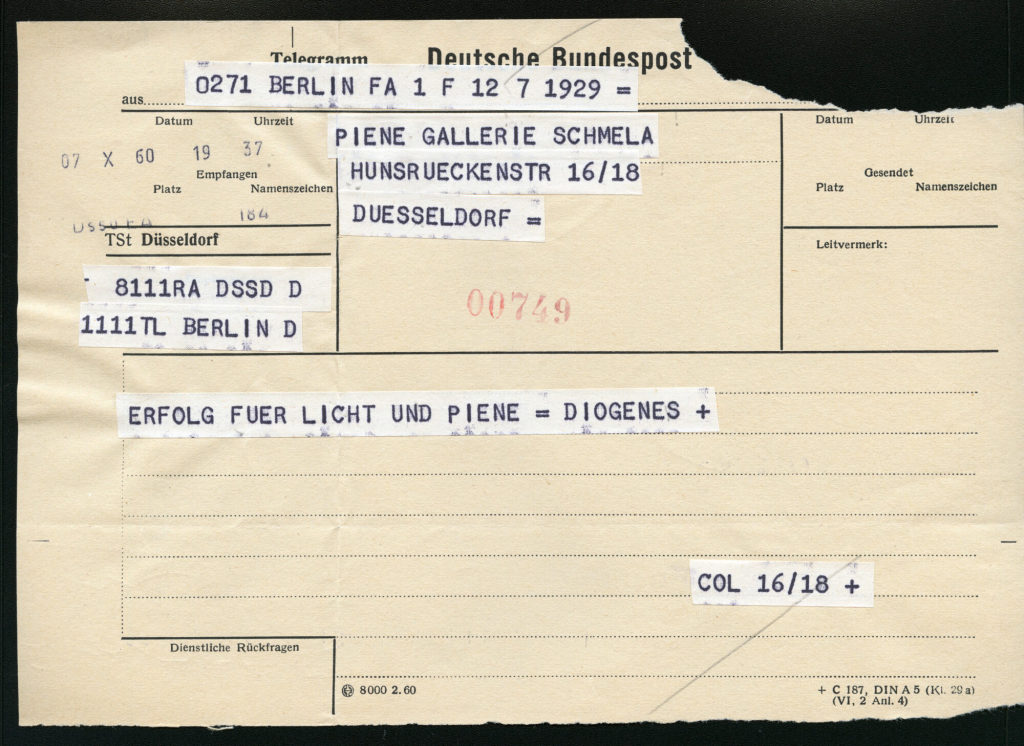 Telegramm Deutsche Bundespost
0271 BERLIN FA 1 F 12 7 1929 =
aus
Datum Uhrzeit
07 X 60 19 37
Empfangen
Platz Namenszeichen
184
TSt Düsseldorf
8111RA DSSD D
1111TL BERLIN D
PIENE GALLERIE SCHMELA
HUNSRUECKENSTR 16/18
DUESSELDORF =
00749
Datum Uhrzeit
Gesendet
Platz Namenszeichen
Leitvermerk:
ERFOLG FUER LICHT UND PIENE = DIOGENES +
COL 16/18 +
Dienstliche Rückfragen
8000 2.60
+ C 187, DIN A 5 (Kl. 29 a)
(VI, 2 Anl. 4)